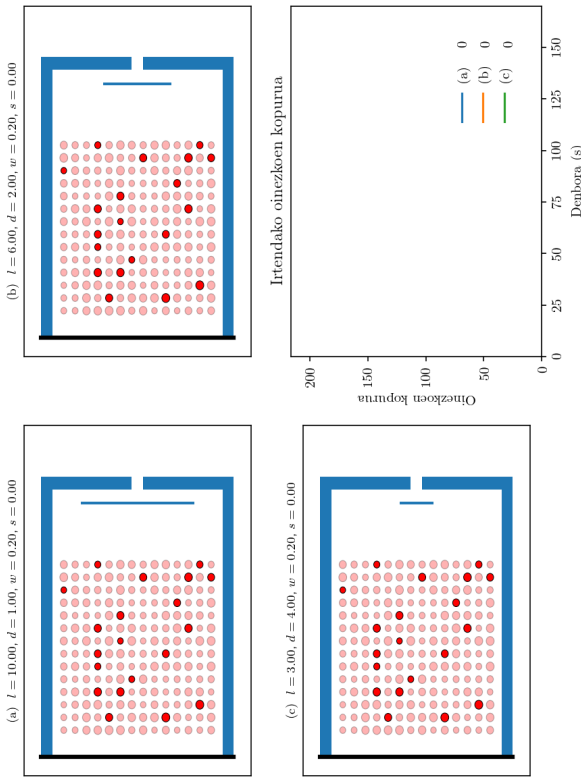 (a) l = 10.00, d = 1.00, w = 0.20, s = 0.00
(b) l = 6.00, d = 2.00, w = 0.20, s = 0.00
(c) l = 3.00, d = 4.00, w = 0.20, s = 0.00
Irtendako oinezkoen kopurua
Oinezkoen kopurua
200
150
100
50
0
(a) 0
(b) 0
(c) 0
0 25 50 75 100 125 150
Denbora (s)